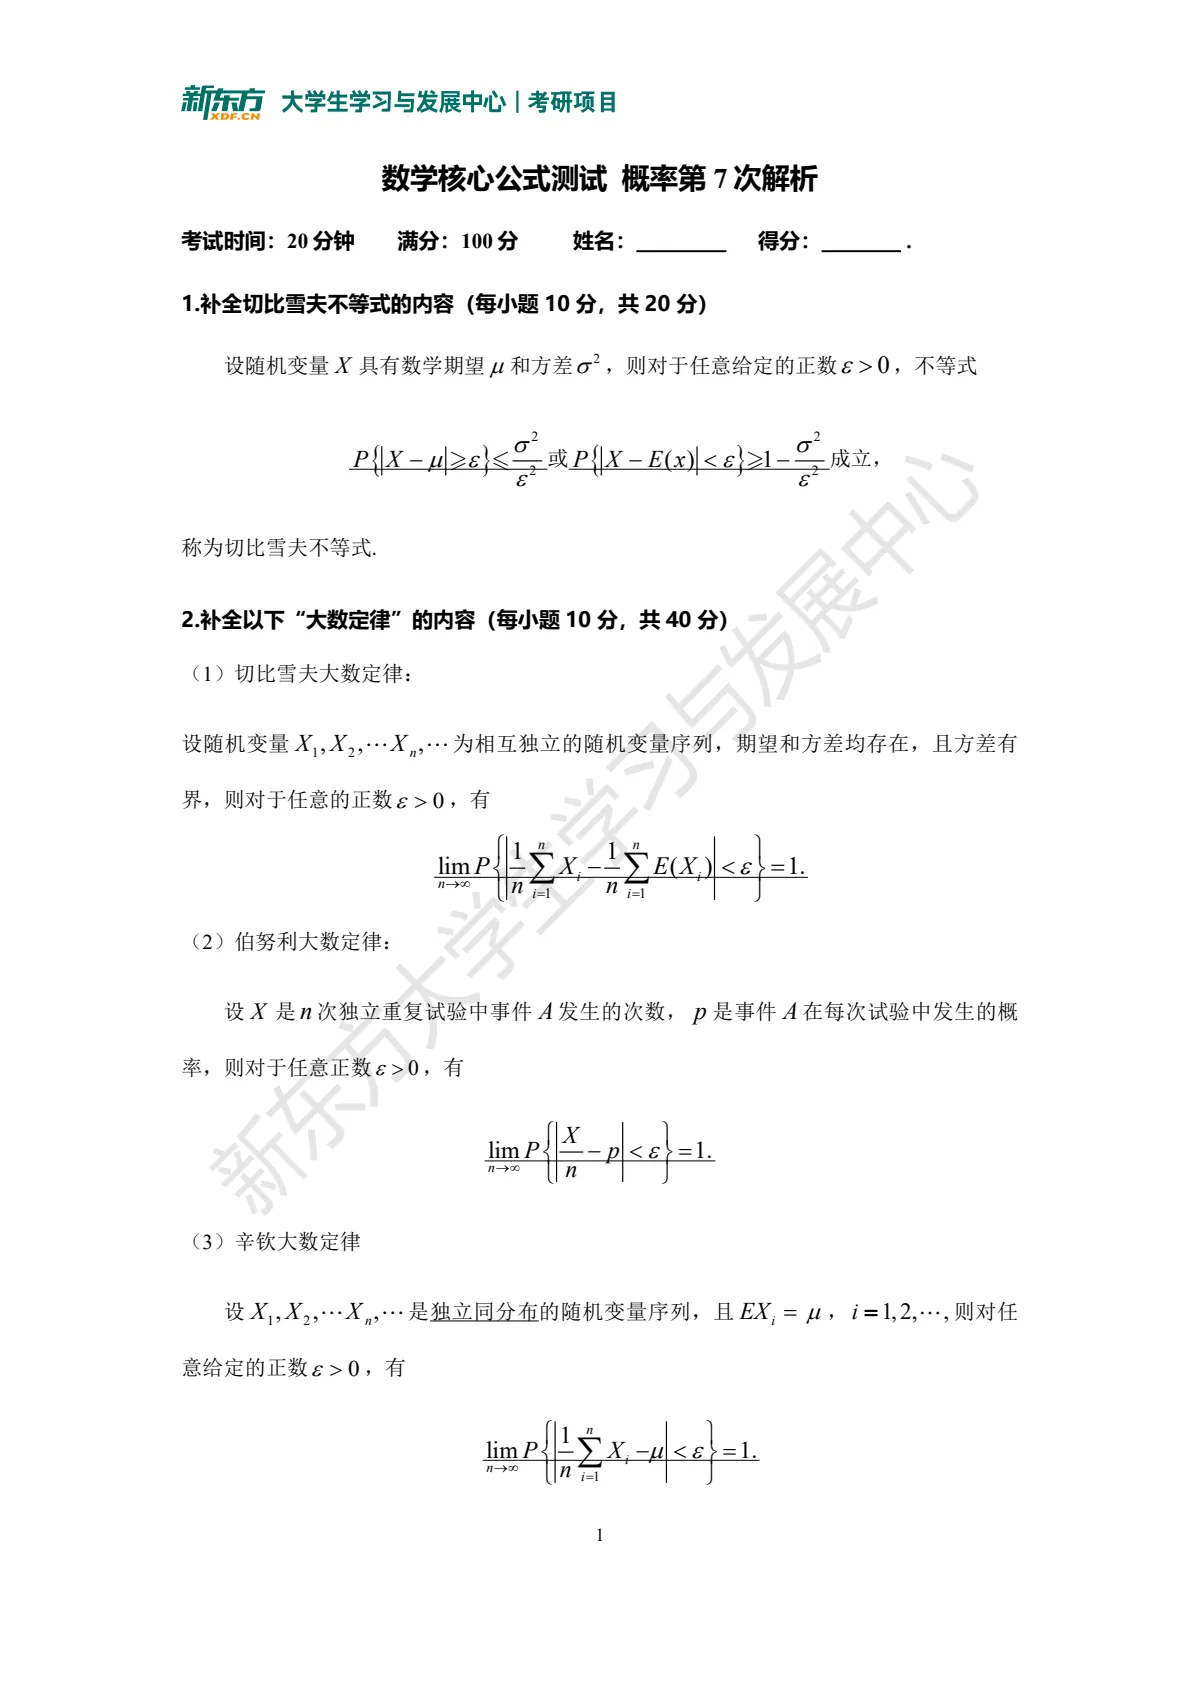 新东方 XDF.CN 大学生学习与发展中心 | 考研项目
数学核心公式测试 概率第 7 次解析
考试时间：20 分钟 满分：100 分 姓名：________ 得分：_______ .
1.补全切比雪夫不等式的内容（每小题 10 分，共 20 分）
设随机变量 X 具有数学期望 μ 和方差 σ²，则对于任意给定的正数 ε > 0，不等式
P{|X − μ| ⩾ ε} ⩽ σ²/ε² 或 P{|X − E(x)| < ε} ⩾ 1 − σ²/ε² 成立，
称为切比雪夫不等式.
2.补全以下“大数定律”的内容（每小题 10 分，共 40 分）
（1）切比雪夫大数定律：
设随机变量 X₁, X₂, ⋯ Xₙ, ⋯ 为相互独立的随机变量序列，期望和方差均存在，且方差有
界，则对于任意的正数 ε > 0，有
lim_{n→∞} P{|1/n ∑_{i=1}^{n} X_i − 1/n ∑_{i=1}^{n} E(X_i)| < ε} = 1.
（2）伯努利大数定律：
设 X 是 n 次独立重复试验中事件 A 发生的次数， p 是事件 A 在每次试验中发生的概
率，则对于任意正数 ε > 0，有
lim_{n→∞} P{|X/n − p| < ε} = 1.
（3）辛钦大数定律
设 X₁, X₂, ⋯ Xₙ, ⋯ 是独立同分布的随机变量序列，且 EX_i = μ，i = 1, 2, ⋯, 则对任
意给定的正数 ε > 0，有
lim_{n→∞} P{|1/n ∑_{i=1}^{n} X_i − μ| < ε} = 1.
1
新东方大学生学习与发展中心